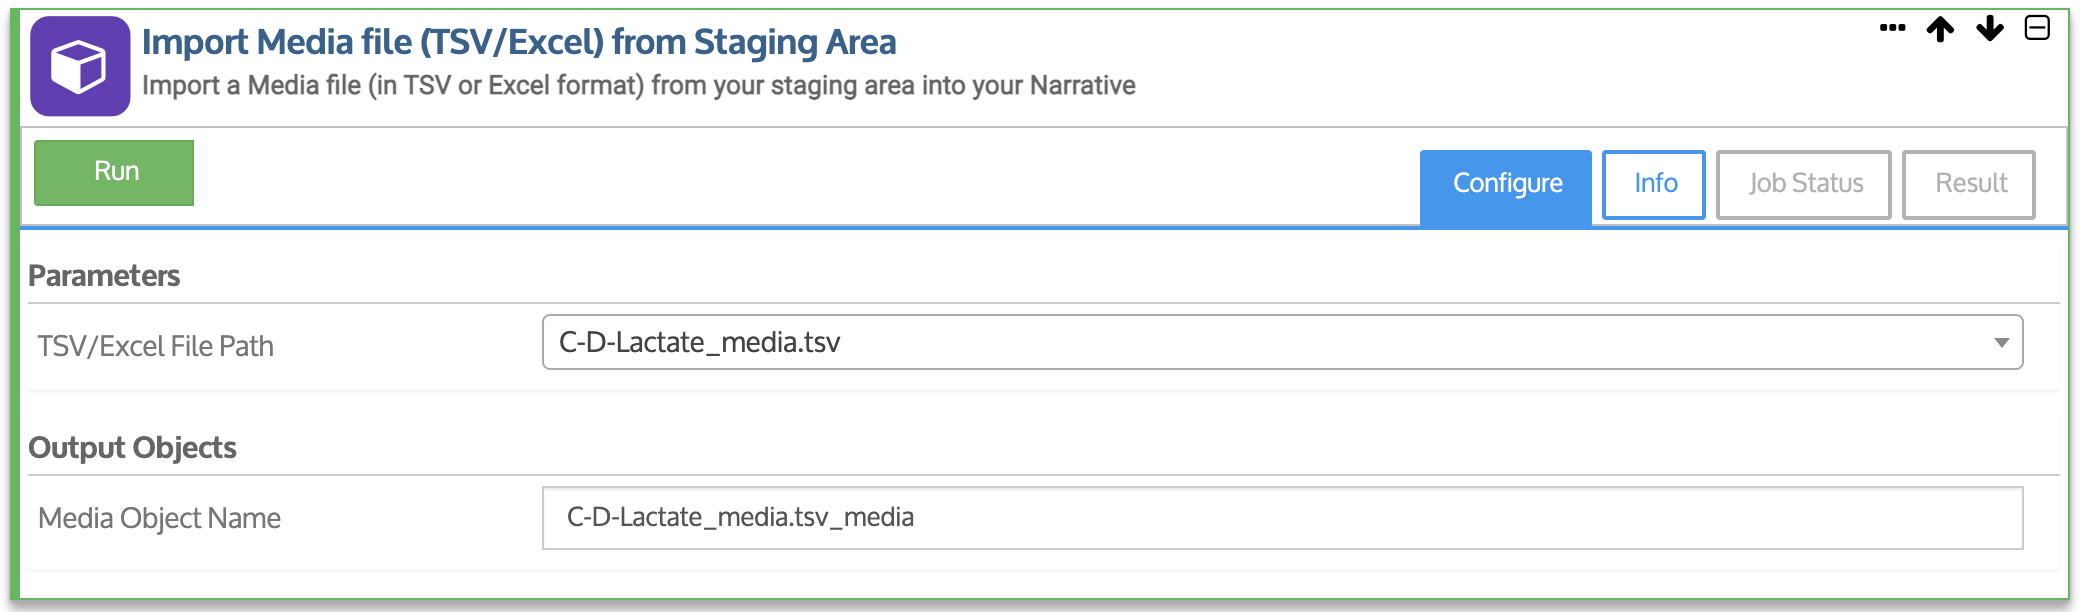 Import Media file (TSV/Excel) from Staging Area
Import a Media file (in TSV or Excel format) from your staging area into your Narrative
Run
Configure
Info
Job Status
Result
Parameters
TSV/Excel File Path
C-D-Lactate_media.tsv
Output Objects
Media Object Name
C-D-Lactate_media.tsv_media